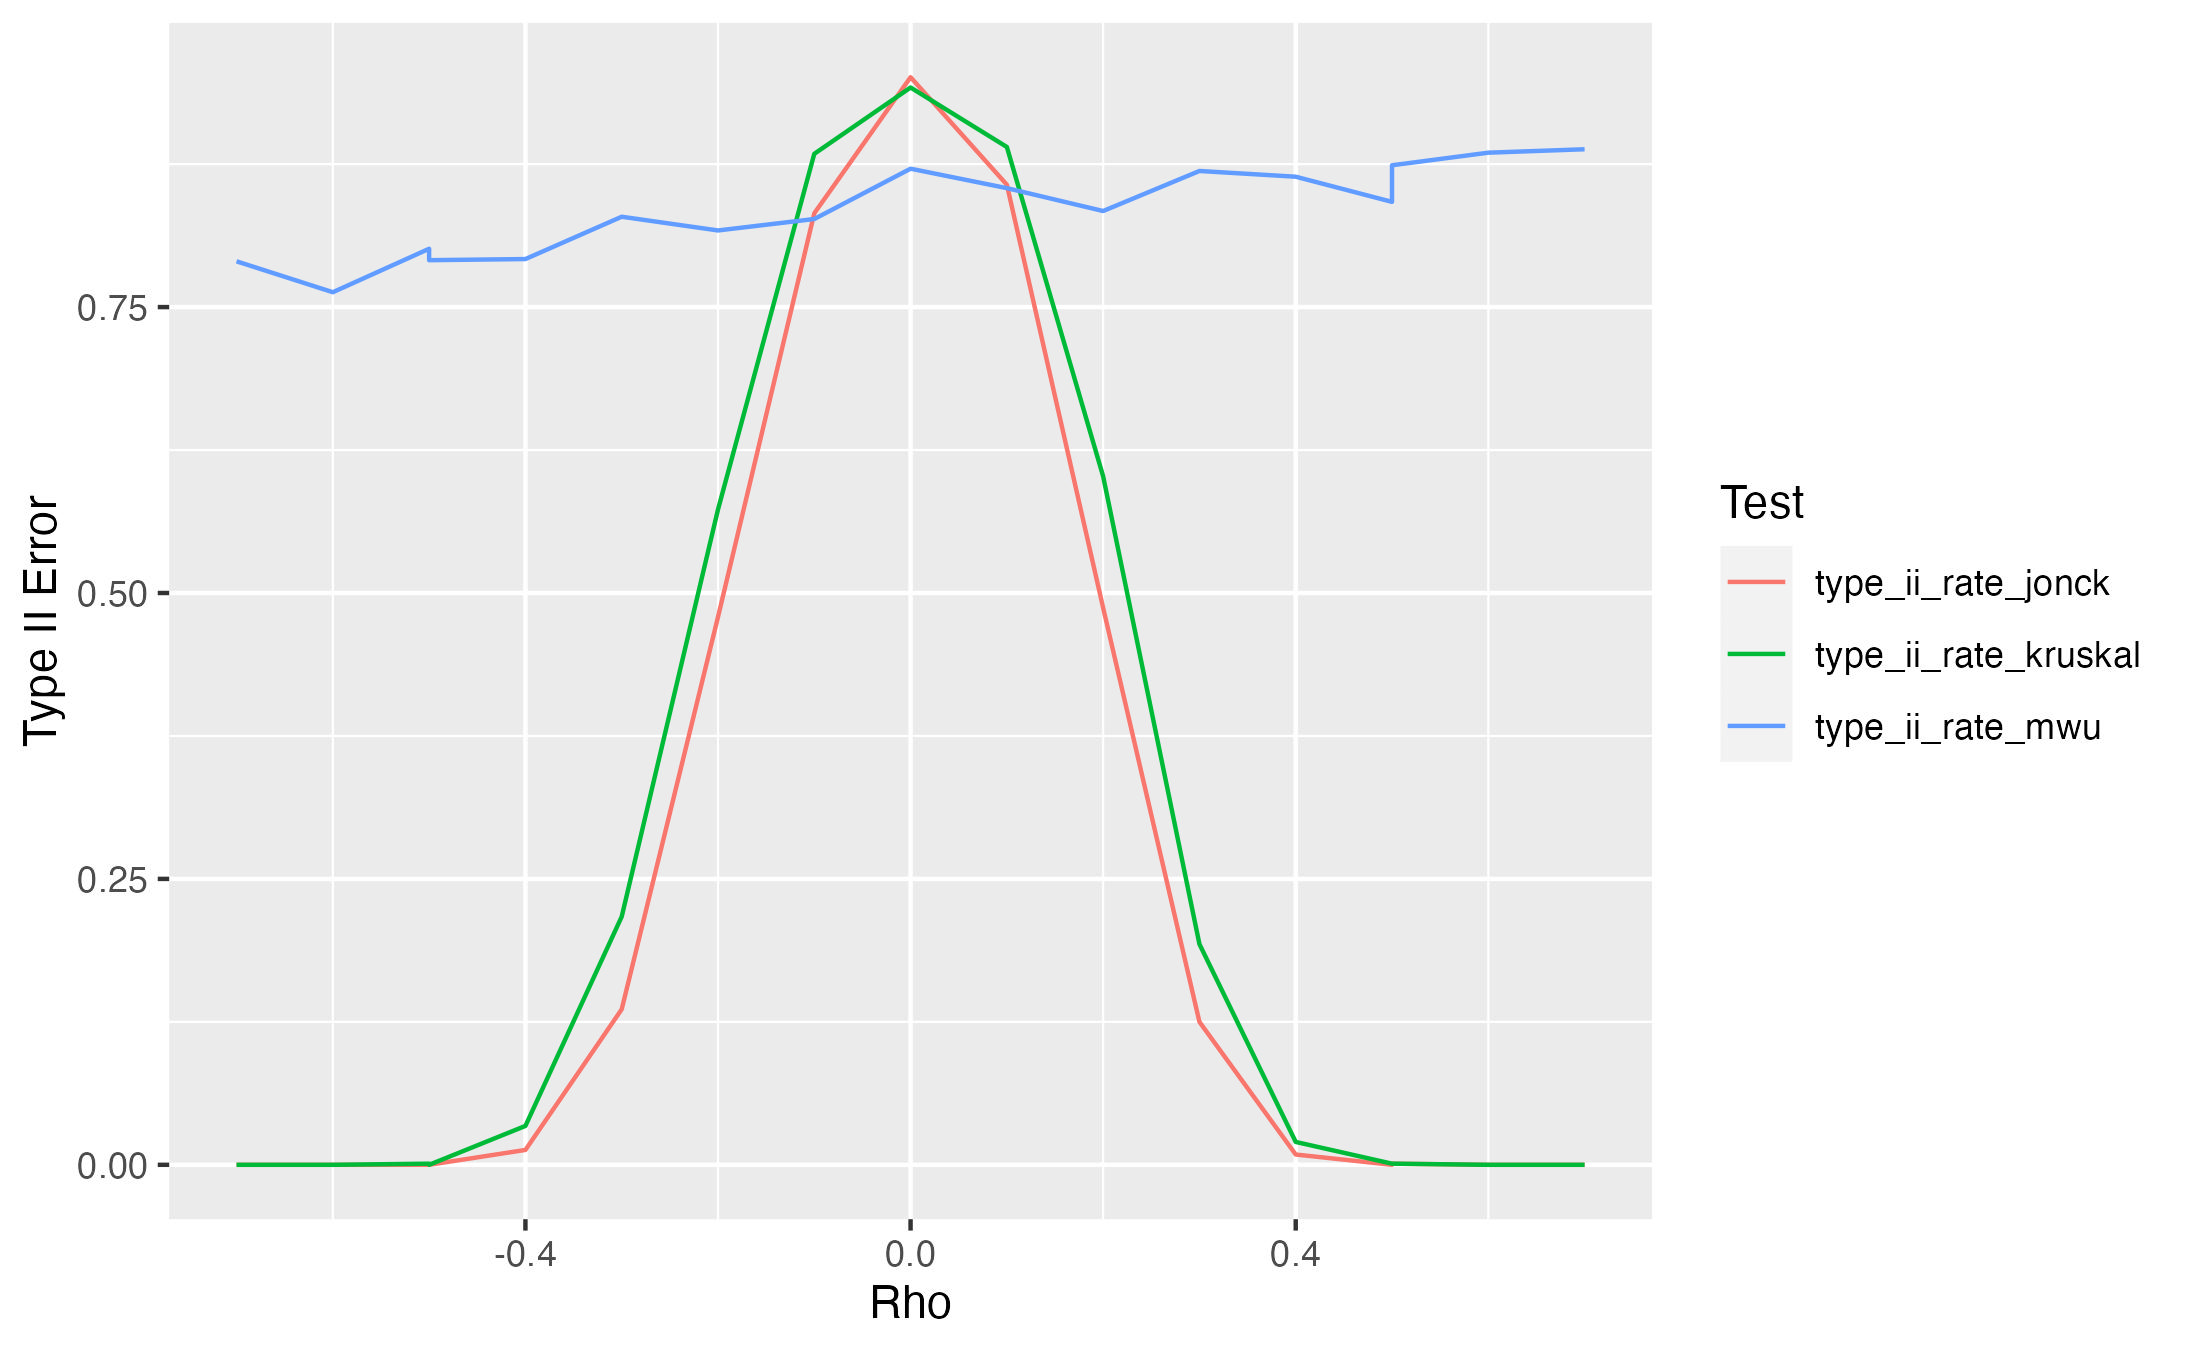 Type II Error
0.75
0.50
0.25
0.00
-0.4
0.0
0.4
Rho
Test
type_ii_rate_jonck
type_ii_rate_kruskal
type_ii_rate_mwu